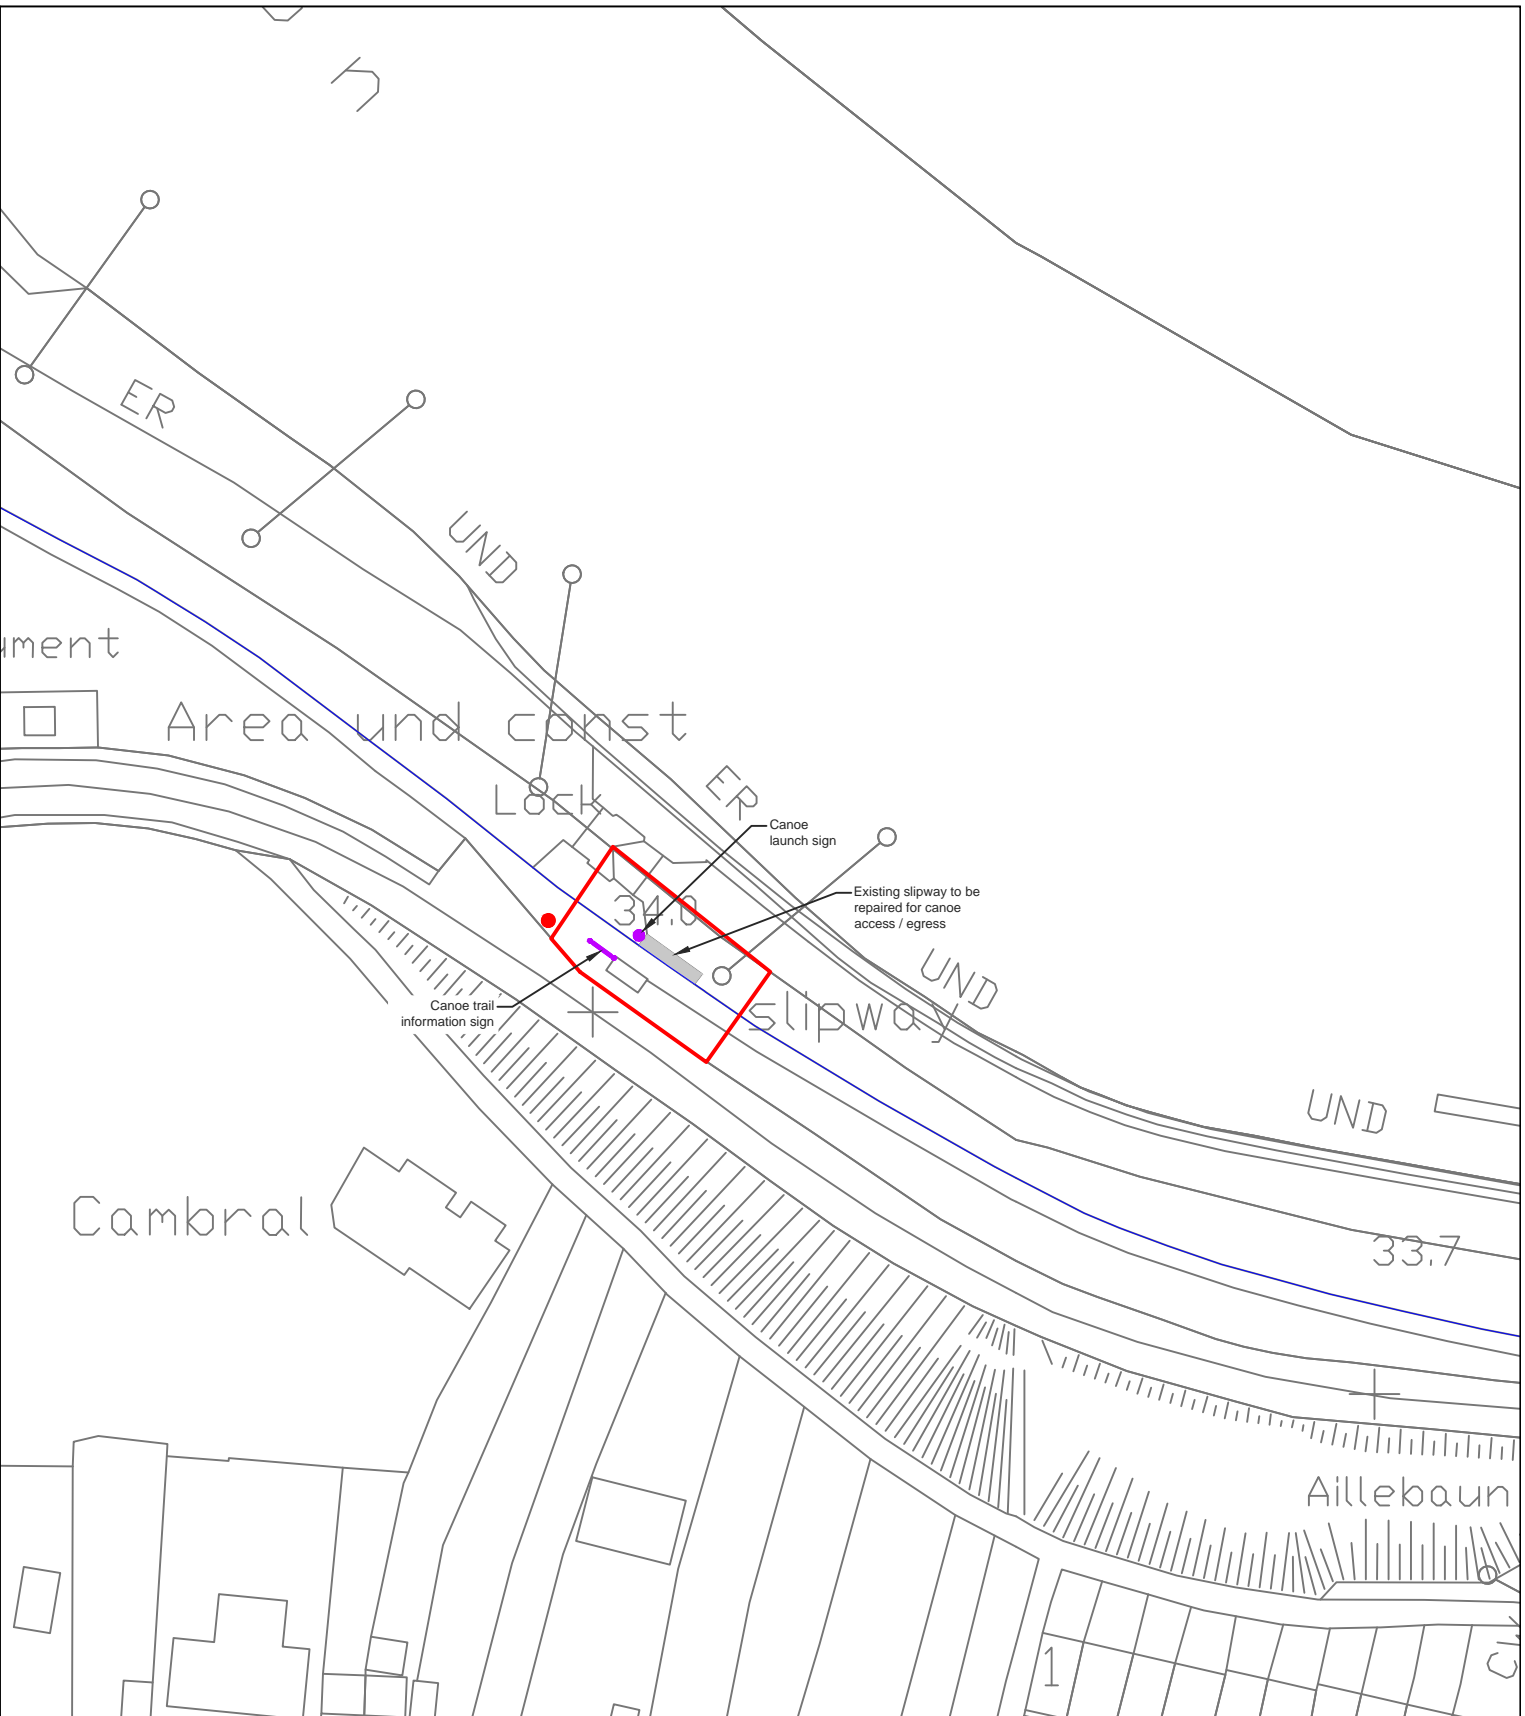 h
ER
UND
ument
Area und const
Lock
ER
Canoe
launch sign
Existing slipway to be
repaired for canoe
access / egress
34.0
UND
Canoe trail
information sign
slipway
UND
Cambral
33.7
Aillebaun
1